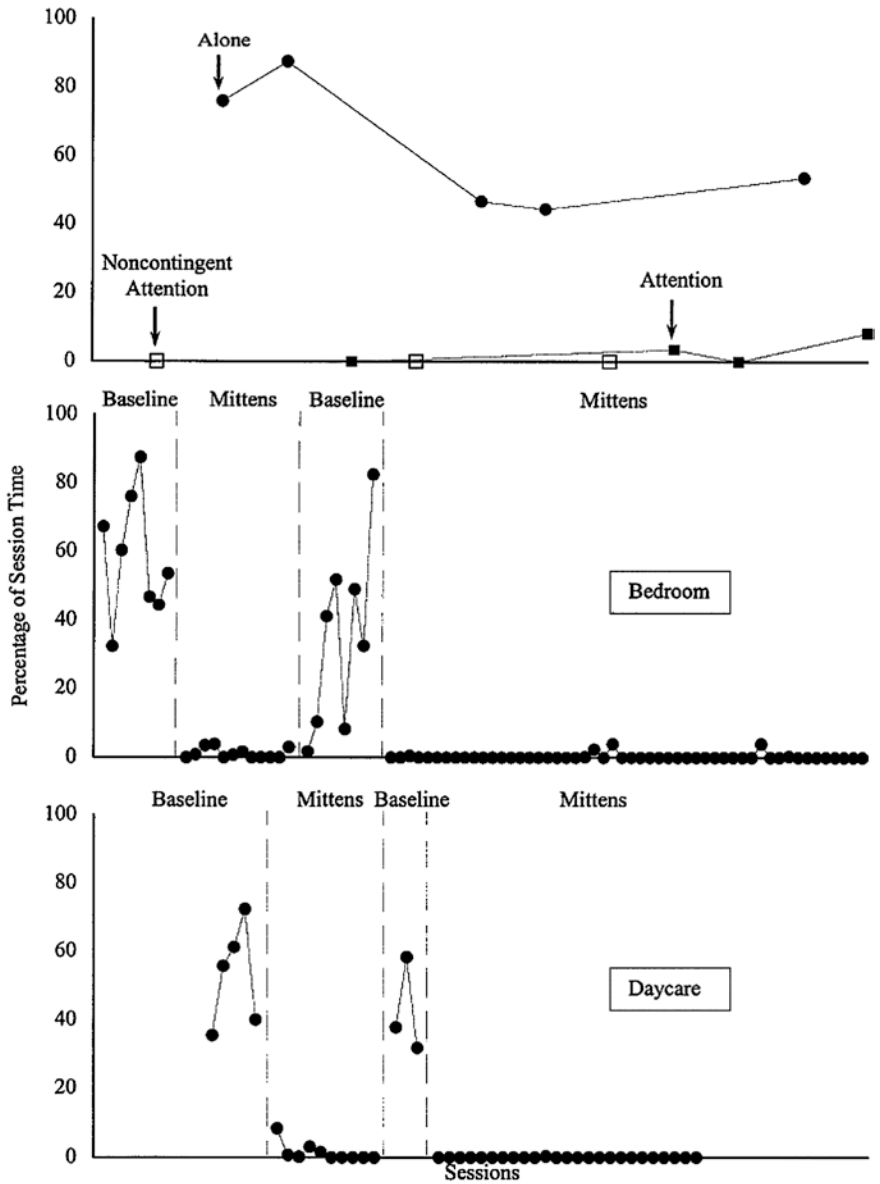 100
Alone
80
60
40
Noncontingent
Attention
Attention
20
0
Baseline
Mittens
Baseline
Mittens
100
80
60
Bedroom
40
20
0
Percentage of Session Time
Baseline
Mittens
Baseline
Mittens
100
80
60
Daycare
40
20
0
Sessions